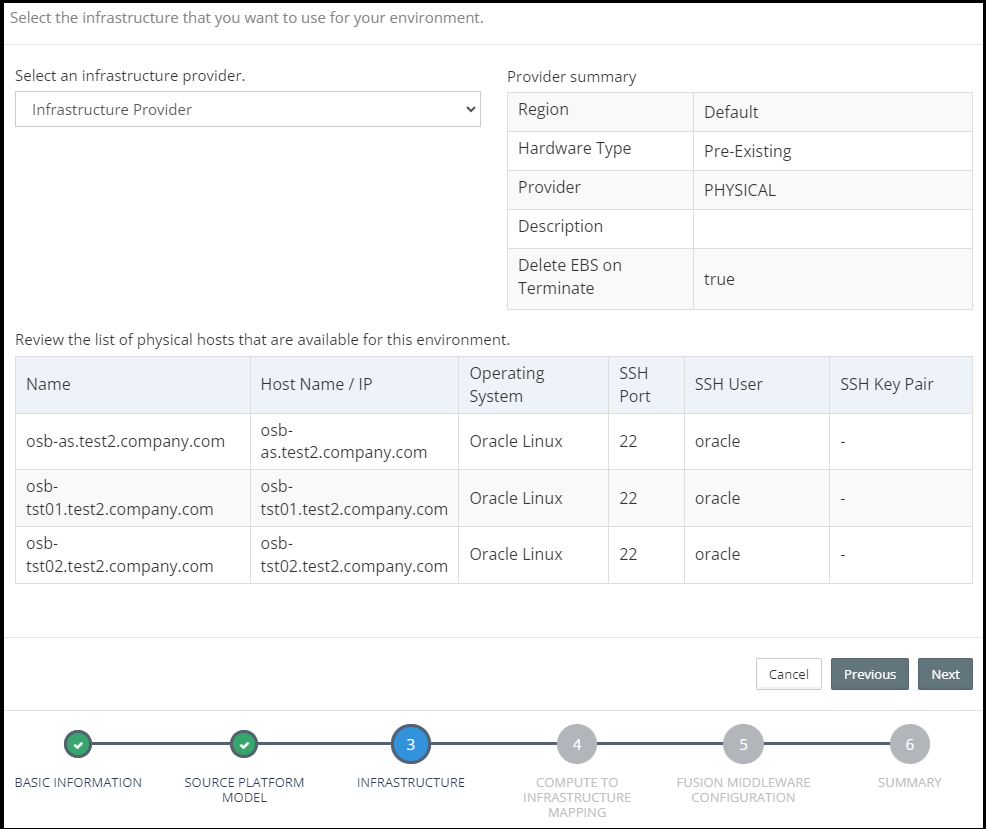 Select the infrastructure that you want to use for your environment.
Select an infrastructure provider.
Infrastructure Provider
Provider summary
Region Default
Hardware Type Pre-Existing
Provider PHYSICAL
Description
Delete EBS on
Terminate
true
Review the list of physical hosts that are available for this environment.
Name
Host Name / IP
Operating
System
SSH
Port
SSH User
SSH Key Pair
osb-as.test2.company.com
osb-
as.test2.company.com
Oracle Linux
22
oracle
-
osb-
tst01.test2.company.com
osb-
tst01.test2.company.com
Oracle Linux
22
oracle
-
osb-
tst02.test2.company.com
osb-
tst02.test2.company.com
Oracle Linux
22
oracle
-
Cancel
Previous
Next
3
4
5
6
BASIC INFORMATION
SOURCE PLATFORM
MODEL
INFRASTRUCTURE
COMPUTE TO
INFRASTRUCTURE
MAPPING
FUSION MIDDLEWARE
CONFIGURATION
SUMMARY